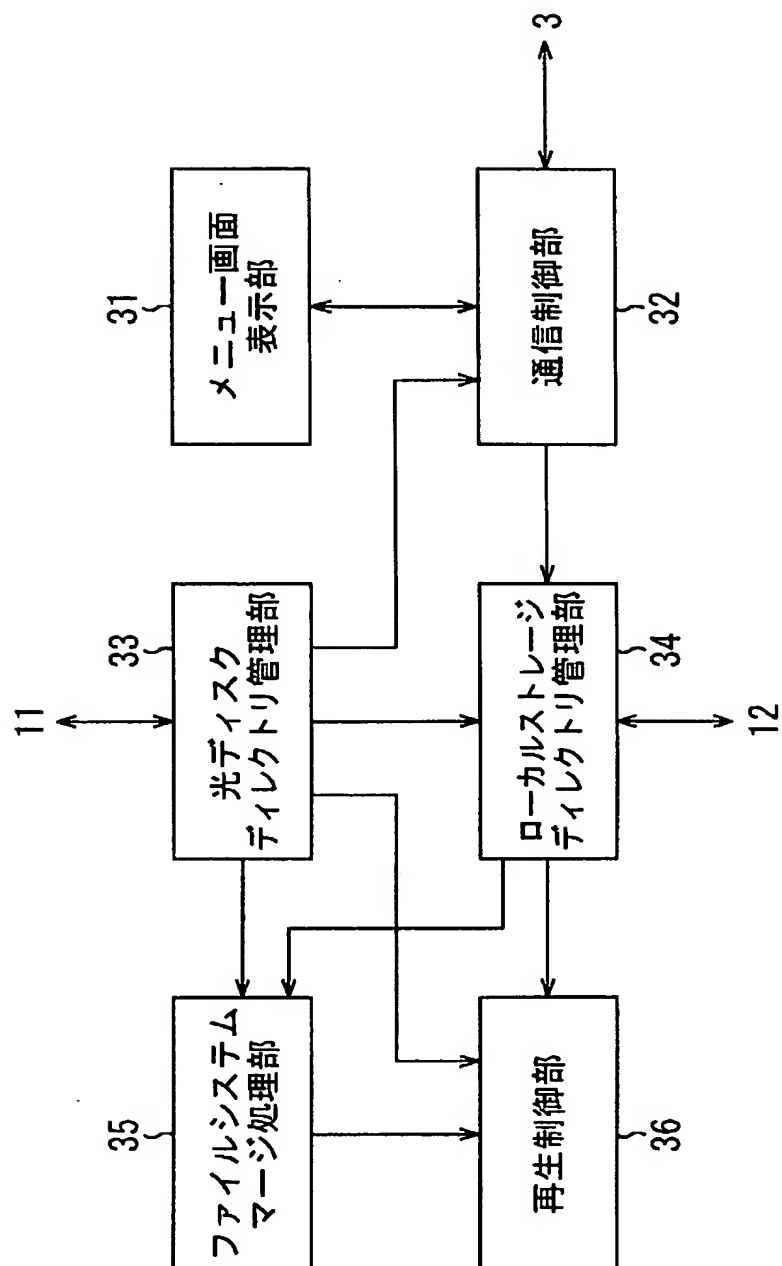 11
35
33
31
ファイルシステム
マージ処理部
光ディスク
ディレクトリ管理部
メニュー画面
表示部
再生制御部
ローカルストレージ
ディレクトリ管理部
通信制御部
3
36
34
32
12